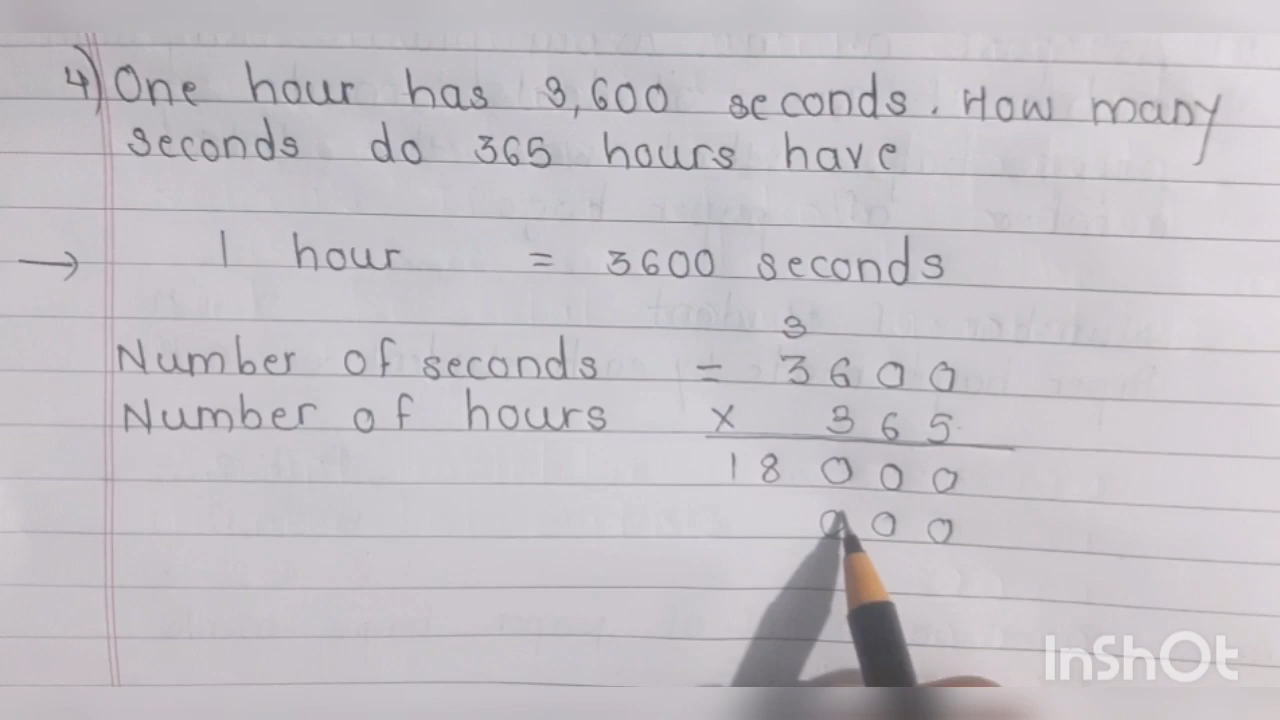 4) One hour has 3,600 seconds. How many
seconds do 365 hours have
→ 1 hour = 3600 seconds
3
Number of seconds = 3600
Number of hours × 365
18000
000
InShOt